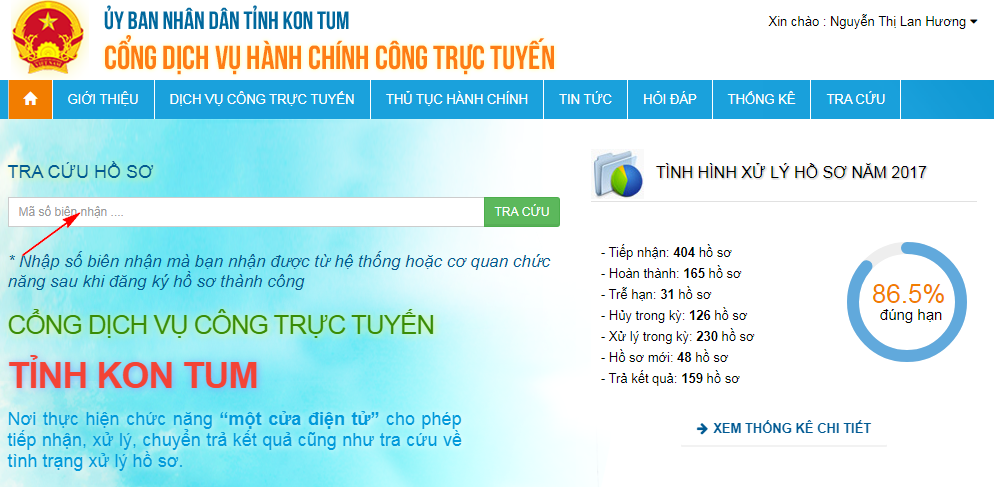 ỦY BAN NHÂN DÂN TỈNH KON TUM
CỔNG DỊCH VỤ HÀNH CHÍNH CÔNG TRỰC TUYẾN
Xin chào : Nguyễn Thị Lan Hương
GIỚI THIỆU
DỊCH VỤ CÔNG TRỰC TUYẾN
THỦ TỤC HÀNH CHÍNH
TIN TỨC
HỎI ĐÁP
THỐNG KÊ
TRA CỨU
TRA CỨU HỒ SƠ
Mã số biên nhận ....
TRA CỨU
* Nhập số biên nhận mà bạn nhận được từ hệ thống hoặc cơ quan chức
năng sau khi đăng ký hồ sơ thành công
CỔNG DỊCH VỤ CÔNG TRỰC TUYẾN
TỈNH KON TUM
Nơi thực hiện chức năng “một cửa điện tử” cho phép
tiếp nhận, xử lý, chuyển trả kết quả cũng như tra cứu về
tình trạng xử lý hồ sơ.
TÌNH HÌNH XỬ LÝ HỒ SƠ NĂM 2017
- Tiếp nhận: 404 hồ sơ
- Hoàn thành: 165 hồ sơ
- Trễ hạn: 31 hồ sơ
- Hủy trong kỳ: 126 hồ sơ
- Xử lý trong kỳ: 230 hồ sơ
- Hồ sơ mới: 48 hồ sơ
- Trả kết quả: 159 hồ sơ
86.5%
đúng hạn
XEM THỐNG KÊ CHI TIẾT